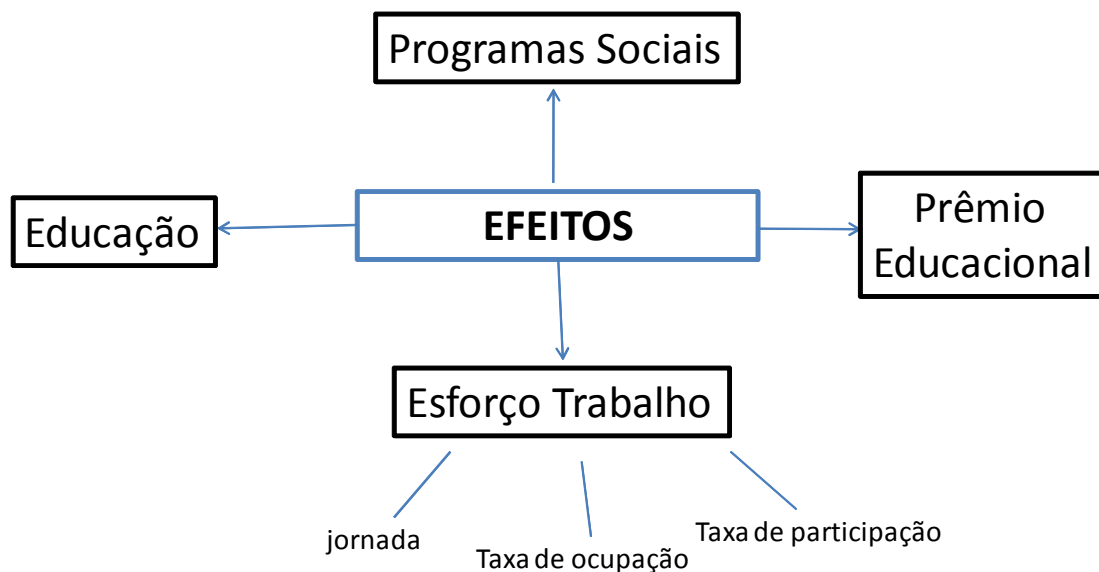 Programas Sociais
Educação
EFEITOS
Prêmio
Educacional
Esforço Trabalho
jornada
Taxa de ocupação
Taxa de participação